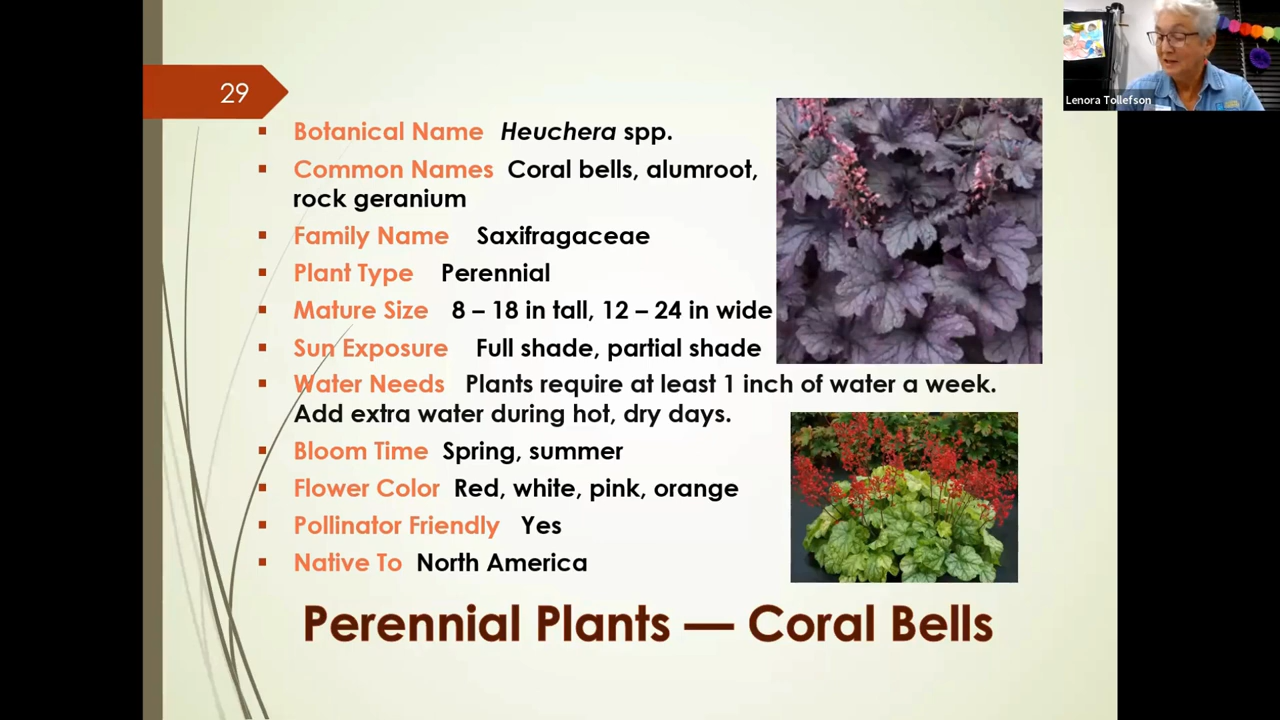 29
Botanical Name Heuchera spp.
Common Names Coral bells, alumroot,
rock geranium
Family Name Saxifragaceae
Plant Type Perennial
Mature Size 8 – 18 in tall, 12 – 24 in wide
Sun Exposure Full shade, partial shade
Water Needs Plants require at least 1 inch of water a week.
Add extra water during hot, dry days.
Bloom Time Spring, summer
Flower Color Red, white, pink, orange
Pollinator Friendly Yes
Native To North America
Perennial Plants — Coral Bells
Lenora Tollefson